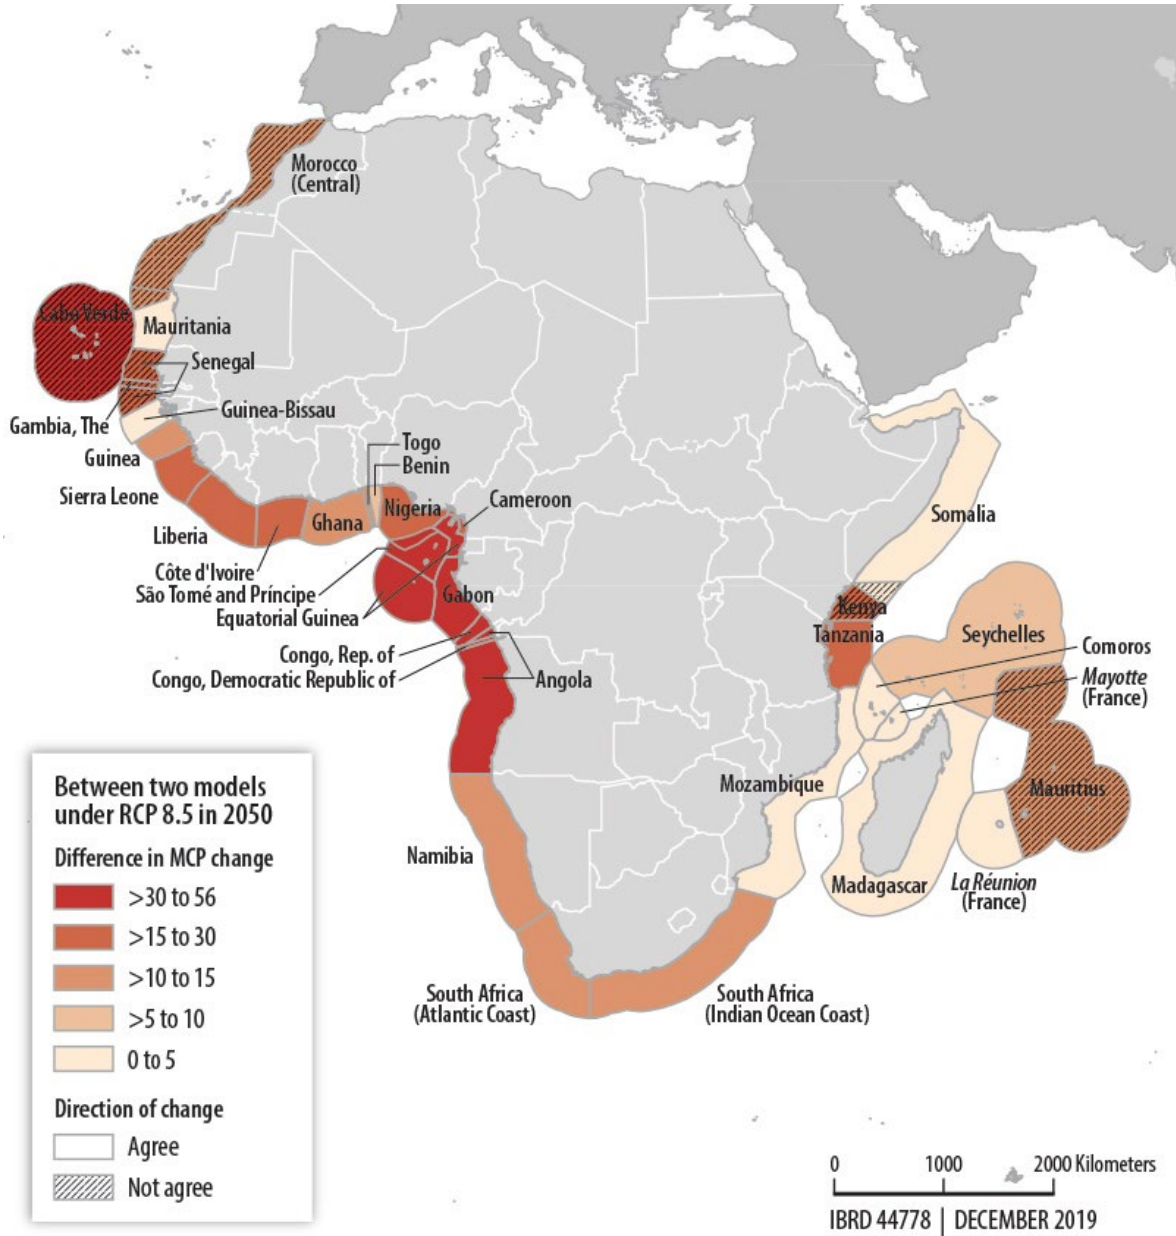 Morocco
(Central)
Cabo Verde
Mauritania
Senegal
Gambia, The
Guinea-Bissau
Guinea
Togo
Benin
Sierra Leone
Nigeria
Cameroon
Ghana
Liberia
Somalia
Côte d'Ivoire
São Tomé and Príncipe
Gabon
Equatorial Guinea
Kenya
Tanzania
Seychelles
Comoros
Congo, Rep. of
Congo, Democratic Republic of
Angola
Mayotte
(France)
Mozambique
Mauritius
Namibia
Madagascar
La Réunion
(France)
South Africa
(Atlantic Coast)
South Africa
(Indian Ocean Coast)
Between two models
under RCP 8.5 in 2050
Difference in MCP change
>30 to 56
>15 to 30
>10 to 15
>5 to 10
0 to 5
Direction of change
Agree
Not agree
0 1000 2000 Kilometers
IBRD 44778 | DECEMBER 2019